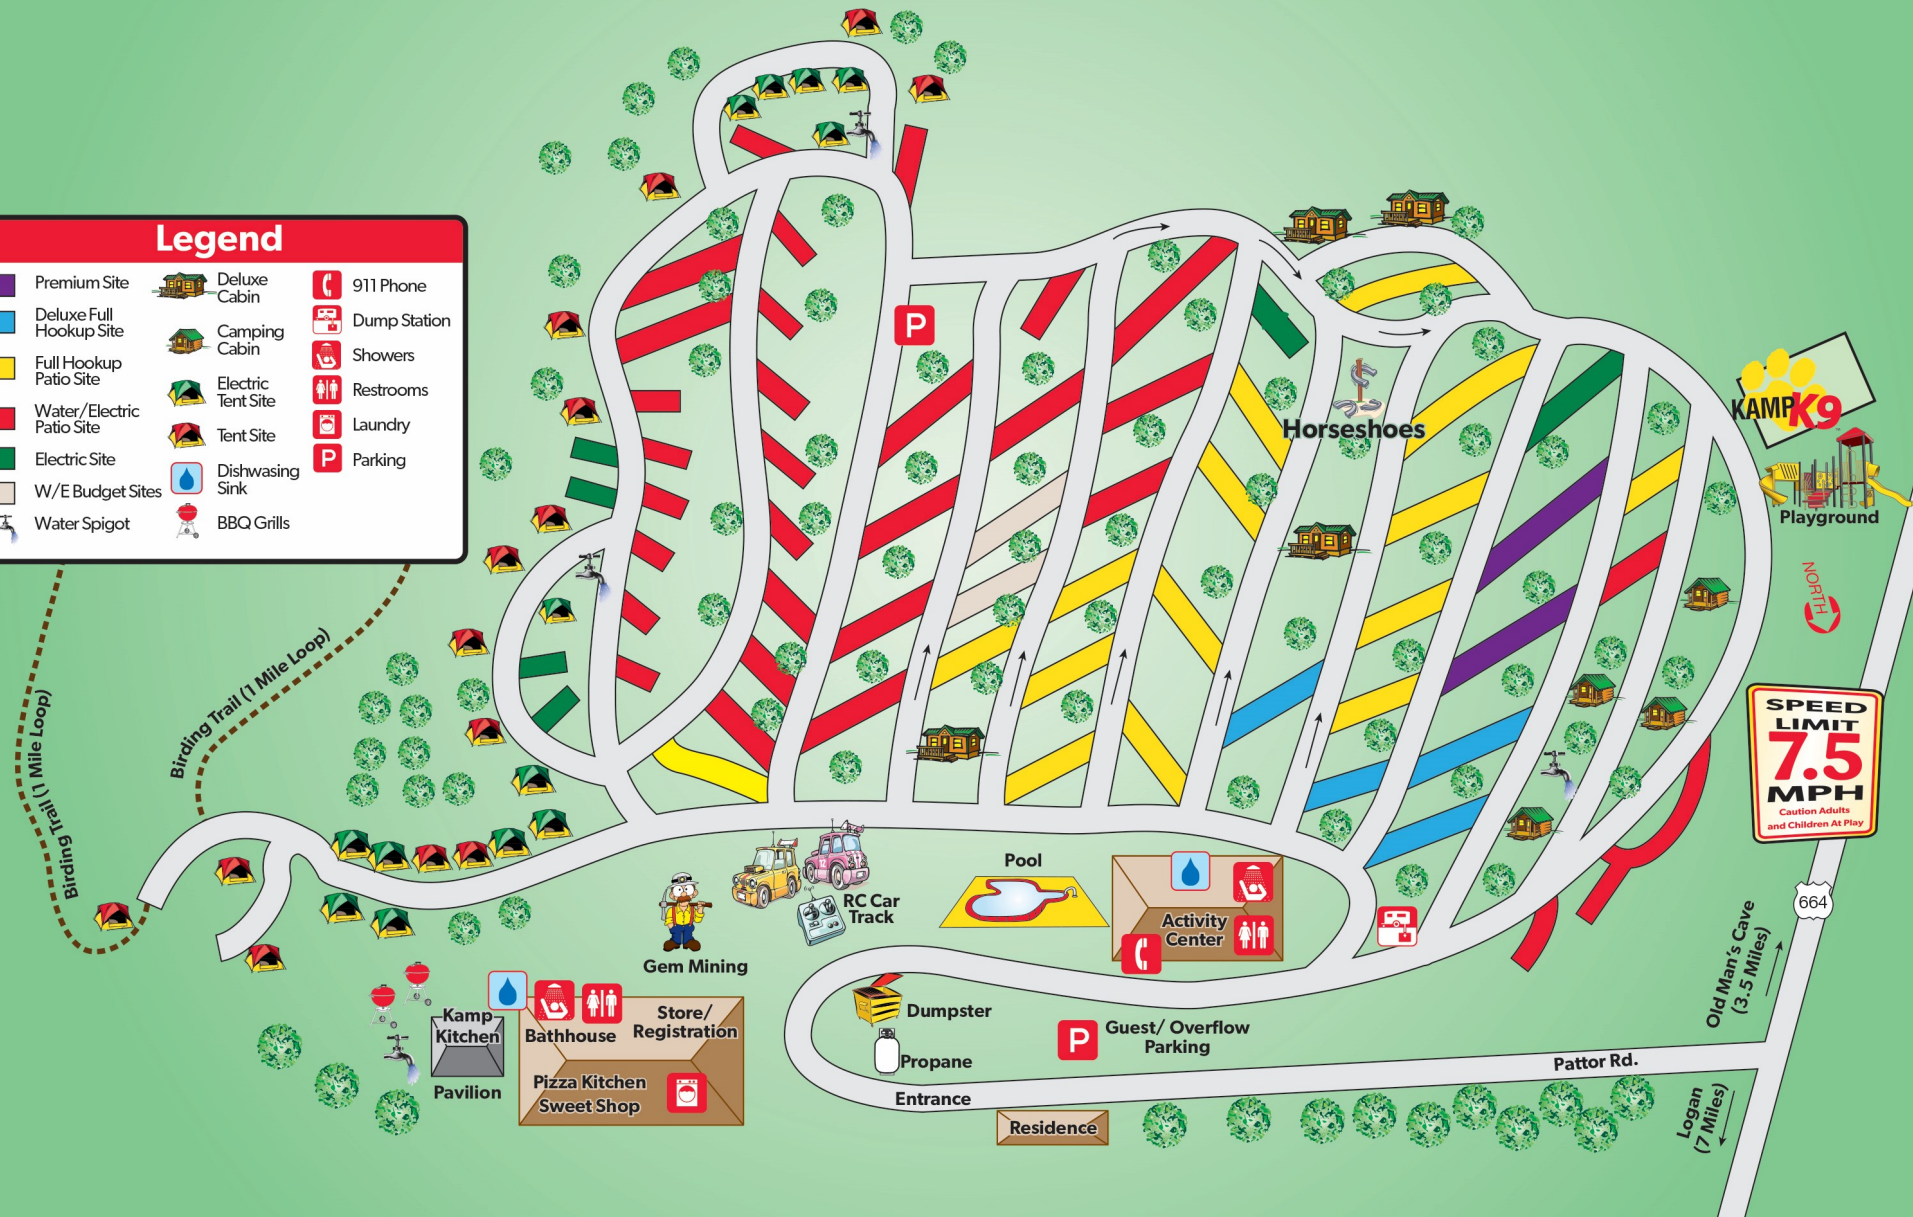 Legend
Premium Site
Deluxe Full
Hookup Site
Full Hookup
Patio Site
Water/Electric
Patio Site
Electric Site
W/E Budget Sites
Water Spigot
Deluxe
Cabin
Camping
Cabin
Electric
Tent Site
Tent Site
Dishwasing
Sink
BBQ Grills
911 Phone
Dump Station
Showers
Restrooms
Laundry
P
Parking
P
Horseshoes
KAMP K9
Playground
NORTH
SPEED
LIMIT
7.5
MPH
Caution Adults
and Children At Play
664
Old Man's Cave
(3.5 Miles)
Logan
(7 Miles)
Pattor Rd.
Birding Trail (1 Mile Loop)
Birding Trail (1 Mile Loop)
Gem Mining
12
RC Car
Track
Pool
Activity
Center
Dumpster
Propane
P
Guest/ Overflow
Parking
Entrance
Residence
Kamp
Kitchen
Pavilion
Bathhouse
Store/
Registration
Pizza Kitchen
Sweet Shop